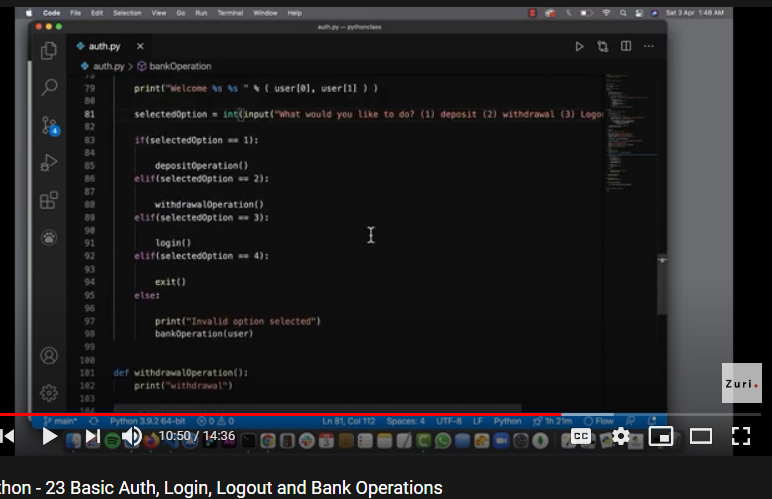 Code File Edit Selection View Go Run Terminal Window Help Sat 3 Apr 1:48 AM
auth.py — pythonclass
auth.py ×
auth.py > bankOperation
79 print("Welcome %s %s " % ( user[0], user[1] ) )
80
81 selectedOption = int(input("What would you like to do? (1) deposit (2) withdrawal (3) Logo
82
83 if(selectedOption == 1):
84
85 depositOperation()
86 elif(selectedOption == 2):
87
88 withdrawalOperation()
89 elif(selectedOption == 3):
90
91 login()
92 elif(selectedOption == 4):
93
94 exit()
95 else:
96
97 print("Invalid option selected")
98 bankOperation(user)
99
100
101 def withdrawalOperation():
102 print("withdrawal")
103
104
4
Zuri.
main* Python 3.9.2 64-bit 0 0 Ln 81, Col 112 Spaces: 4 UTF-8 LF Python 1h 21m Flow
10:50 / 14:36 CC
thon - 23 Basic Auth, Login, Logout and Bank Operations